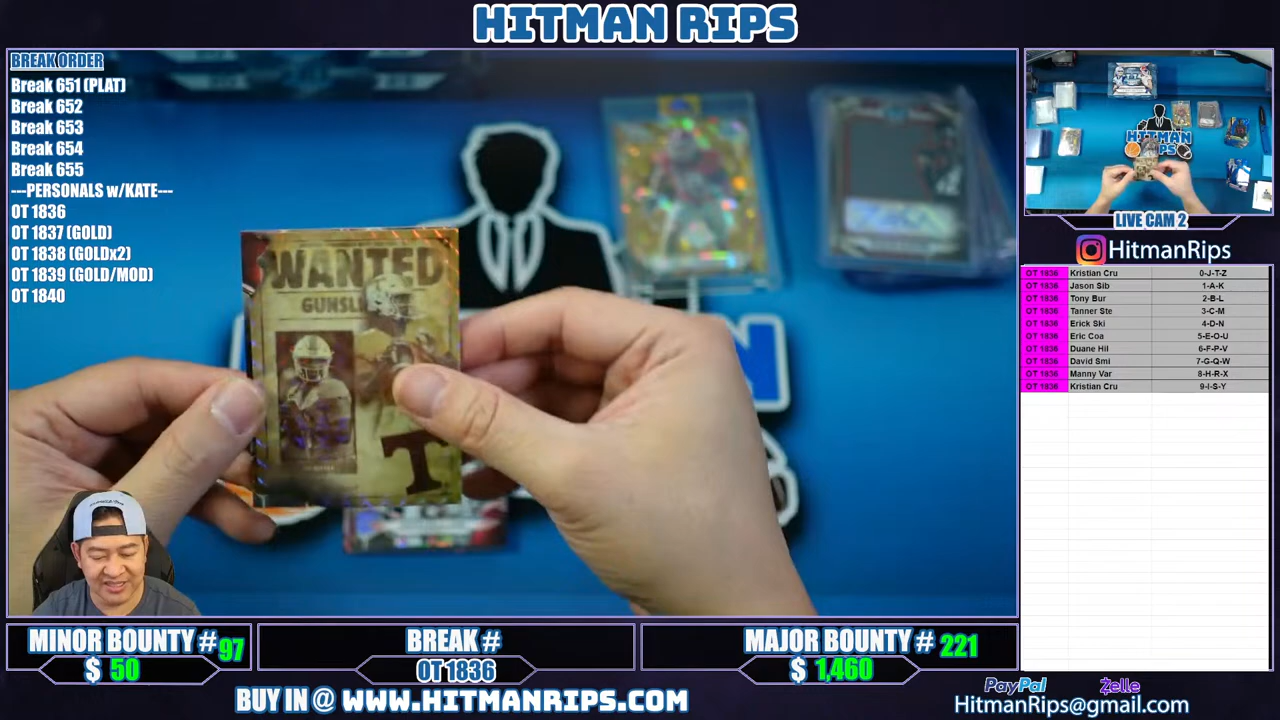 HITMAN RIPS
BREAK ORDER
Break 651 (PLAT)
Break 652
Break 653
Break 654
Break 655
---PERSONALS w/KATE---
OT 1836
OT 1837 (GOLD)
OT 1838 (GOLDx2)
OT 1839 (GOLD/MOD)
OT 1840
WANTED
T
LIVE CAM 2
HitmanRips
OT 1836 Kristian Cru 0-J-T-Z
OT 1836 Jason Sib 1-A-K
OT 1836 Tony Bur 2-B-L
OT 1836 Tanner Ste 3-C-M
OT 1836 Erick Ski 4-D-N
OT 1836 Eric Coa 5-E-O-U
OT 1836 Duane Hil 6-F-P-V
OT 1836 David Smi 7-G-Q-W
OT 1836 Manny Var 8-H-R-X
OT 1836 Kristian Cru 9-I-S-Y
MINOR BOUNTY # 97
$ 50
BREAK #
OT 1836
MAJOR BOUNTY # 221
$ 1,460
BUY IN @ WWW.HITMANRIPS.COM
PayPal Zelle
HitmanRips@gmail.com